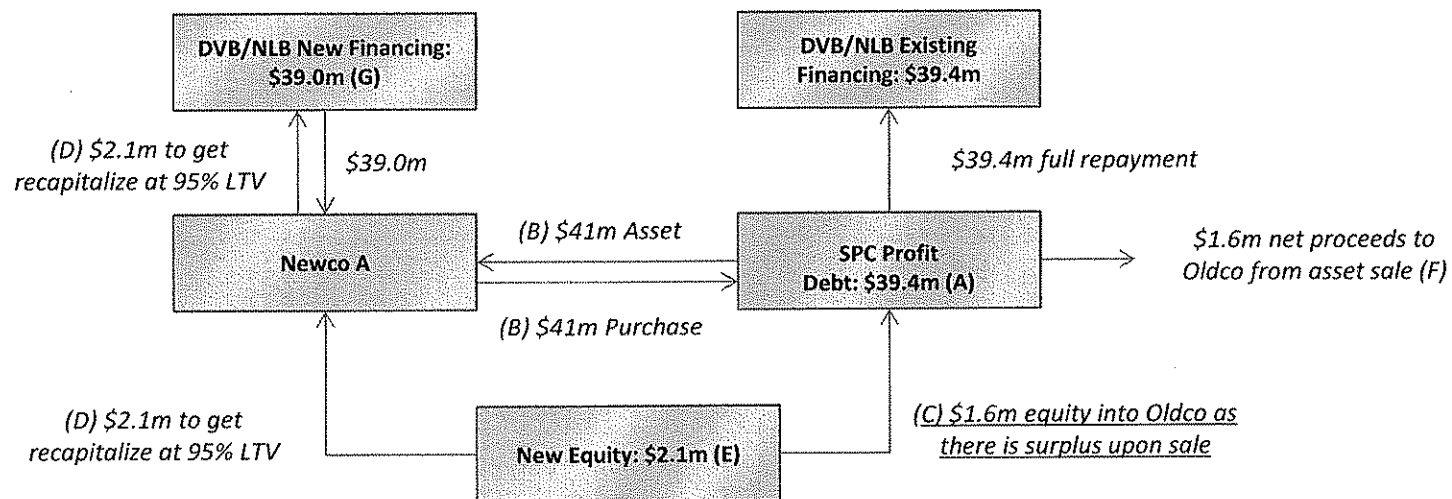 DVB/NLB New Financing:
$39.0m (G)
DVB/NLB Existing
Financing: $39.4m
(D) $2.1m to get
recapitalize at 95% LTV
$39.0m
$39.4m full repayment
(B) $41m Asset
Newco A
SPC Profit
Debt: $39.4m (A)
$1.6m net proceeds to
Oldco from asset sale (F)
(B) $41m Purchase
(D) $2.1m to get
recapitalize at 95% LTV
New Equity: $2.1m (E)
(C) $1.6m equity into Oldco as
there is surplus upon sale